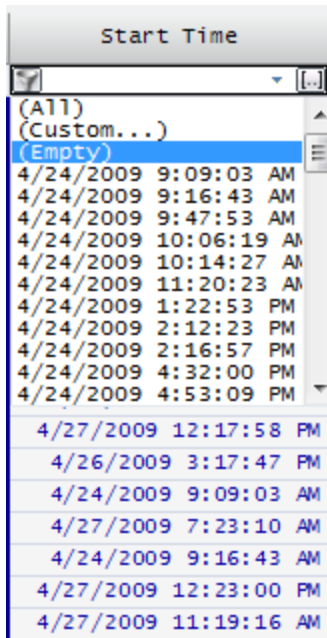 Start Time
[..]
(All)
(Custom...)
(Empty)
4/24/2009 9:09:03 AM
4/24/2009 9:16:43 AM
4/24/2009 9:47:53 AM
4/24/2009 10:06:19 AM
4/24/2009 10:14:27 AM
4/24/2009 11:20:23 AM
4/24/2009 1:22:53 PM
4/24/2009 2:12:23 PM
4/24/2009 2:16:57 PM
4/24/2009 4:32:00 PM
4/24/2009 4:53:09 PM
4/27/2009 12:17:58 PM
4/26/2009 3:17:47 PM
4/24/2009 9:09:03 AM
4/27/2009 7:23:10 AM
4/24/2009 9:16:43 AM
4/27/2009 12:23:00 PM
4/27/2009 11:19:16 AM